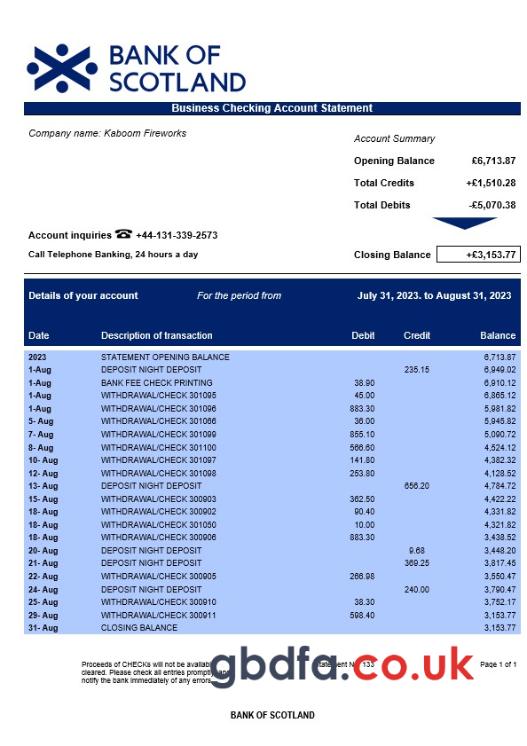 BANK OF
SCOTLAND
Business Checking Account Statement
Company name: Kaboom Fireworks
Account Summary
Opening Balance £6,713.87
Total Credits +£1,510.28
Total Debits -£5,070.38
Account inquiries ☎ +44-131-339-2573
Call Telephone Banking, 24 hours a day
Closing Balance +£3,153.77
Details of your account For the period from July 31, 2023. to August 31, 2023
Date Description of transaction Debit Credit Balance
2023 STATEMENT OPENING BALANCE 6,713.87
1-Aug DEPOSIT NIGHT DEPOSIT 235.15 6,949.02
1-Aug BANK FEE CHECK PRINTING 38.90 6,910.12
1-Aug WITHDRAWAL/CHECK 301095 45.00 6,865.12
1-Aug WITHDRAWAL/CHECK 301096 883.30 5,981.82
5- Aug WITHDRAWAL/CHECK 301066 36.00 5,945.82
7- Aug WITHDRAWAL/CHECK 301099 855.10 5,090.72
8- Aug WITHDRAWAL/CHECK 301100 566.60 4,524.12
10- Aug WITHDRAWAL/CHECK 301097 141.80 4,382.32
12- Aug WITHDRAWAL/CHECK 301098 253.80 4,128.52
13- Aug DEPOSIT NIGHT DEPOSIT 656.20 4,784.72
15- Aug WITHDRAWAL/CHECK 300903 362.50 4,422.22
18- Aug WITHDRAWAL/CHECK 300902 90.40 4,331.82
18- Aug WITHDRAWAL/CHECK 301050 10.00 4,321.82
18- Aug WITHDRAWAL/CHECK 300906 883.30 3,438.52
20- Aug DEPOSIT NIGHT DEPOSIT 9.68 3,448.20
21- Aug DEPOSIT NIGHT DEPOSIT 369.25 3,817.45
22- Aug WITHDRAWAL/CHECK 300905 266.98 3,550.47
24- Aug DEPOSIT NIGHT DEPOSIT 240.00 3,790.47
25- Aug WITHDRAWAL/CHECK 300910 38.30 3,752.17
29- Aug WITHDRAWAL/CHECK 300911 598.40 3,153.77
31- Aug CLOSING BALANCE 3,153.77
Proceeds of CHECKs will not be 133 Page 1 of 1
cleared. Please check all entries
notify the bank immediately of any errors
gbdfa.co.uk
BANK OF SCOTLAND